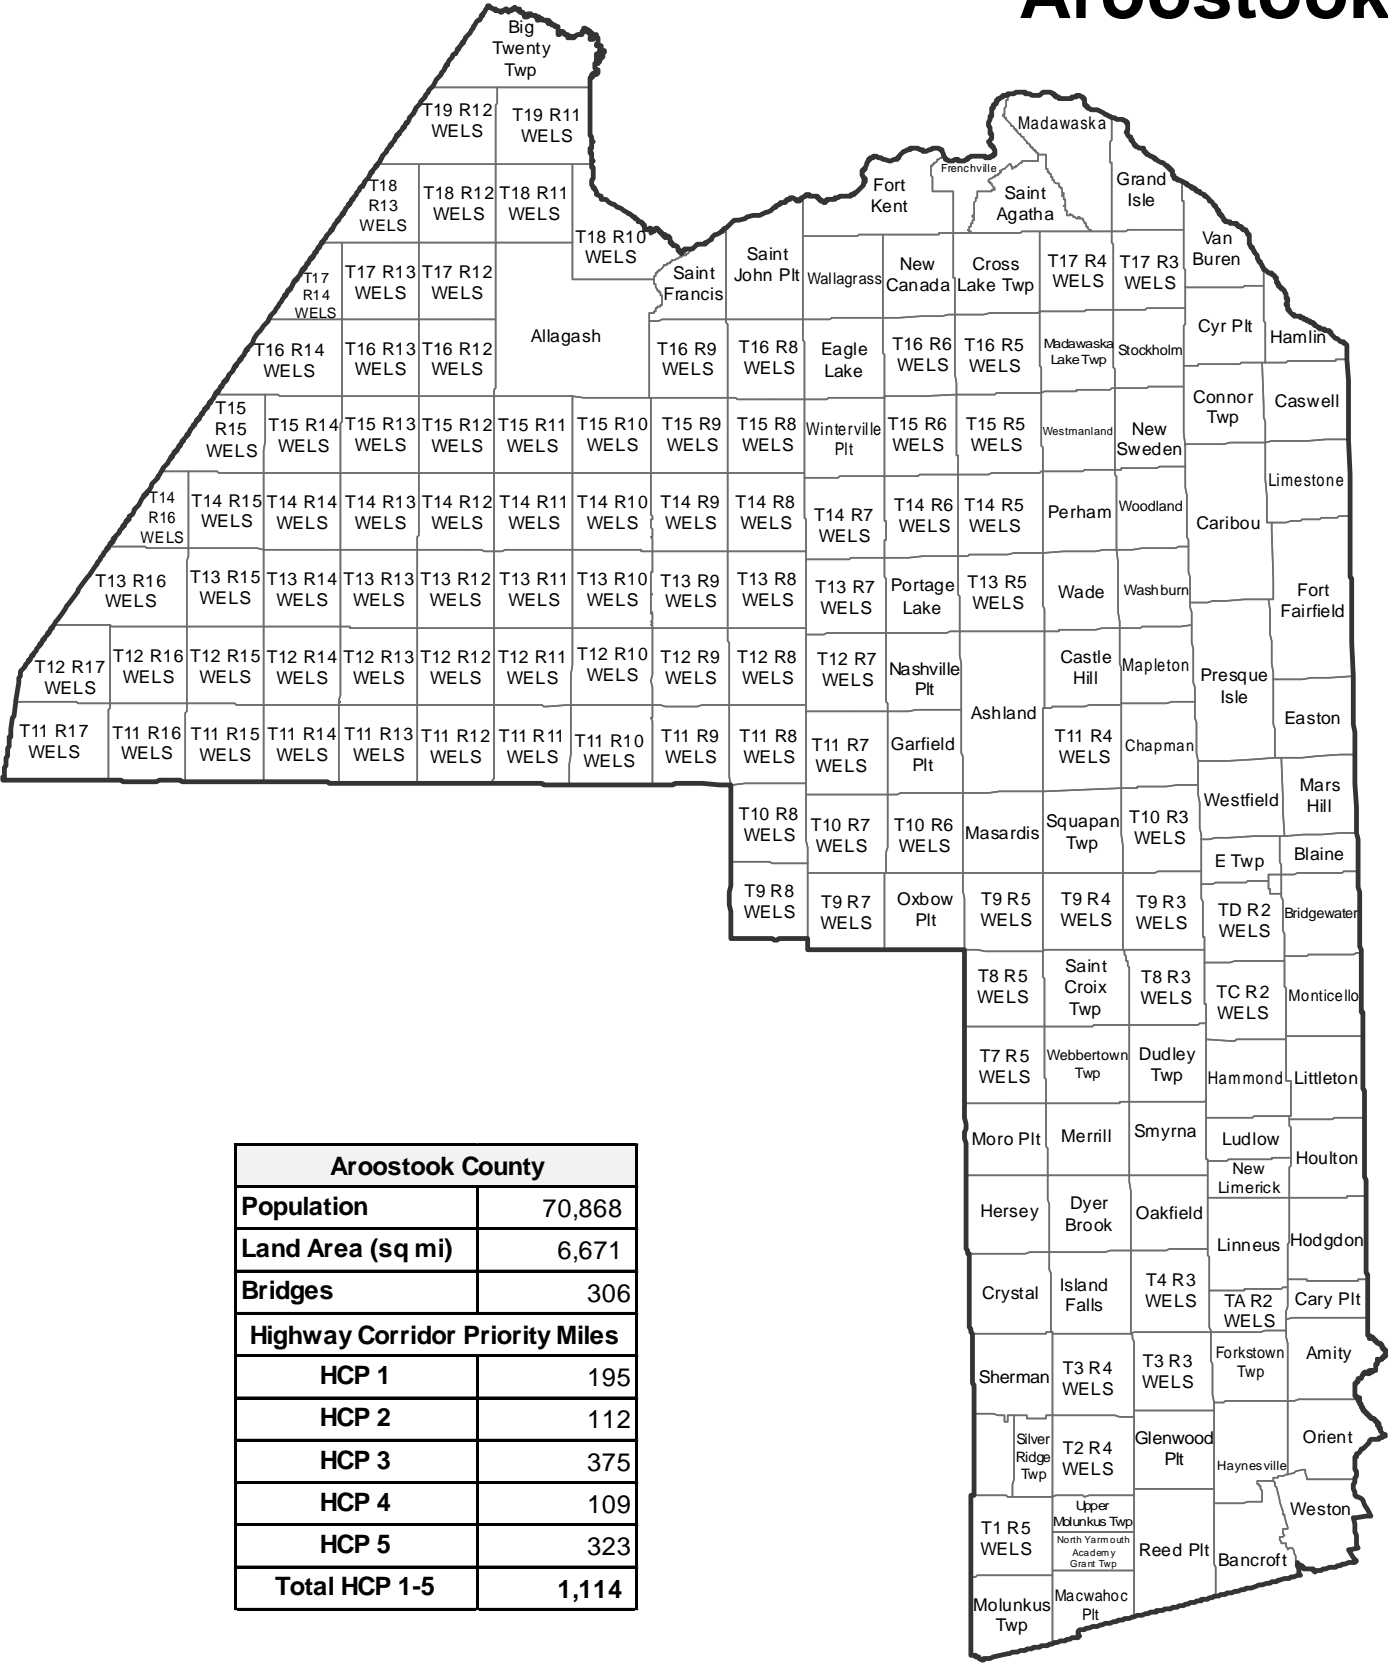 Aroostook
Big
Twenty
Twp
T19 R12
WELS
T19 R11
WELS
Madawaska
Frenchville
Fort
Kent
Saint
Agatha
Grand
Isle
T18
R13
WELS
T18 R12
WELS
T18 R11
WELS
T18 R10
WELS
Van
Buren
T17
R14
WELS
T17 R13
WELS
T17 R12
WELS
Allagash
Saint
Francis
Saint
John Plt
Wallagrass
New
Canada
Cross
Lake Twp
T17 R4
WELS
T17 R3
WELS
Cyr Plt
Hamlin
T16 R14
WELS
T16 R13
WELS
T16 R12
WELS
T16 R9
WELS
T16 R8
WELS
Eagle
Lake
T16 R6
WELS
T16 R5
WELS
Madawaska
Lake Twp
Stockholm
Connor
Twp
Caswell
T15
R15
WELS
T15 R14
WELS
T15 R13
WELS
T15 R12
WELS
T15 R11
WELS
T15 R10
WELS
T15 R9
WELS
T15 R8
WELS
Winterville
Plt
T15 R6
WELS
T15 R5
WELS
Westmanland
New
Sweden
Limestone
T14
R16
WELS
T14 R15
WELS
T14 R14
WELS
T14 R13
WELS
T14 R12
WELS
T14 R11
WELS
T14 R10
WELS
T14 R9
WELS
T14 R8
WELS
T14 R7
WELS
T14 R6
WELS
T14 R5
WELS
Perham
Woodland
Caribou
T13 R16
WELS
T13 R15
WELS
T13 R14
WELS
T13 R13
WELS
T13 R12
WELS
T13 R11
WELS
T13 R10
WELS
T13 R9
WELS
T13 R8
WELS
T13 R7
WELS
Portage
Lake
T13 R5
WELS
Wade
Washburn
Fort
Fairfield
T12 R17
WELS
T12 R16
WELS
T12 R15
WELS
T12 R14
WELS
T12 R13
WELS
T12 R12
WELS
T12 R11
WELS
T12 R10
WELS
T12 R9
WELS
T12 R8
WELS
T12 R7
WELS
Nashville
Plt
Ashland
Castle
Hill
Mapleton
Presque
Isle
Easton
T11 R17
WELS
T11 R16
WELS
T11 R15
WELS
T11 R14
WELS
T11 R13
WELS
T11 R12
WELS
T11 R11
WELS
T11 R10
WELS
T11 R9
WELS
T11 R8
WELS
T11 R7
WELS
Garfield
Plt
T11 R4
WELS
Chapman
Westfield
Mars
Hill
T10 R8
WELS
T10 R7
WELS
T10 R6
WELS
Masardis
Squapan
Twp
T10 R3
WELS
E Twp
Blaine
T9 R8
WELS
T9 R7
WELS
Oxbow
Plt
T9 R5
WELS
T9 R4
WELS
T9 R3
WELS
TD R2
WELS
Bridgewater
T8 R5
WELS
Saint
Croix
Twp
T8 R3
WELS
TC R2
WELS
Monticello
T7 R5
WELS
Webbertown
Twp
Dudley
Twp
Hammond
Littleton
Moro Plt
Merrill
Smyrna
Ludlow
New
Limerick
Houlton
Hersey
Dyer
Brook
Oakfield
Linneus
Hodgdon
Crystal
Island
Falls
T4 R3
WELS
TA R2
WELS
Cary Plt
Sherman
T3 R4
WELS
T3 R3
WELS
Forkstown
Twp
Amity
Silver
Ridge
Twp
T2 R4
WELS
Glenwood
Plt
Haynesville
Orient
Weston
T1 R5
WELS
Upper
Molunkus Twp
North Yarmouth
Academy
Grant Twp
Reed Plt
Bancroft
Molunkus
Twp
Macwahoc
Plt
Aroostook County
Population 70,868
Land Area (sq mi) 6,671
Bridges 306
Highway Corridor Priority Miles
HCP 1 195
HCP 2 112
HCP 3 375
HCP 4 109
HCP 5 323
Total HCP 1-5 1,114